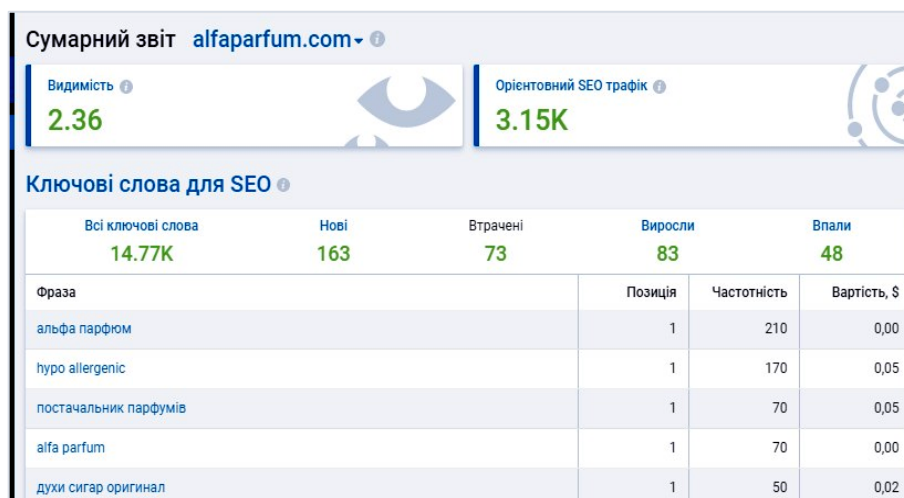 Сумарний звіт alfaparfum.com
Видимість
2.36
Орієнтовний SEO трафік
3.15K
Ключові слова для SEO
Всі ключові слова Нові Втрачені Виросли Впали
14.77K 163 73 83 48
Фраза Позиція Частотність Вартість, $
альфа парфюм 1 210 0,00
hypo allergenic 1 170 0,05
постачальник парфумів 1 70 0,05
alfa parfum 1 70 0,00
духи сигар оригинал 1 50 0,02